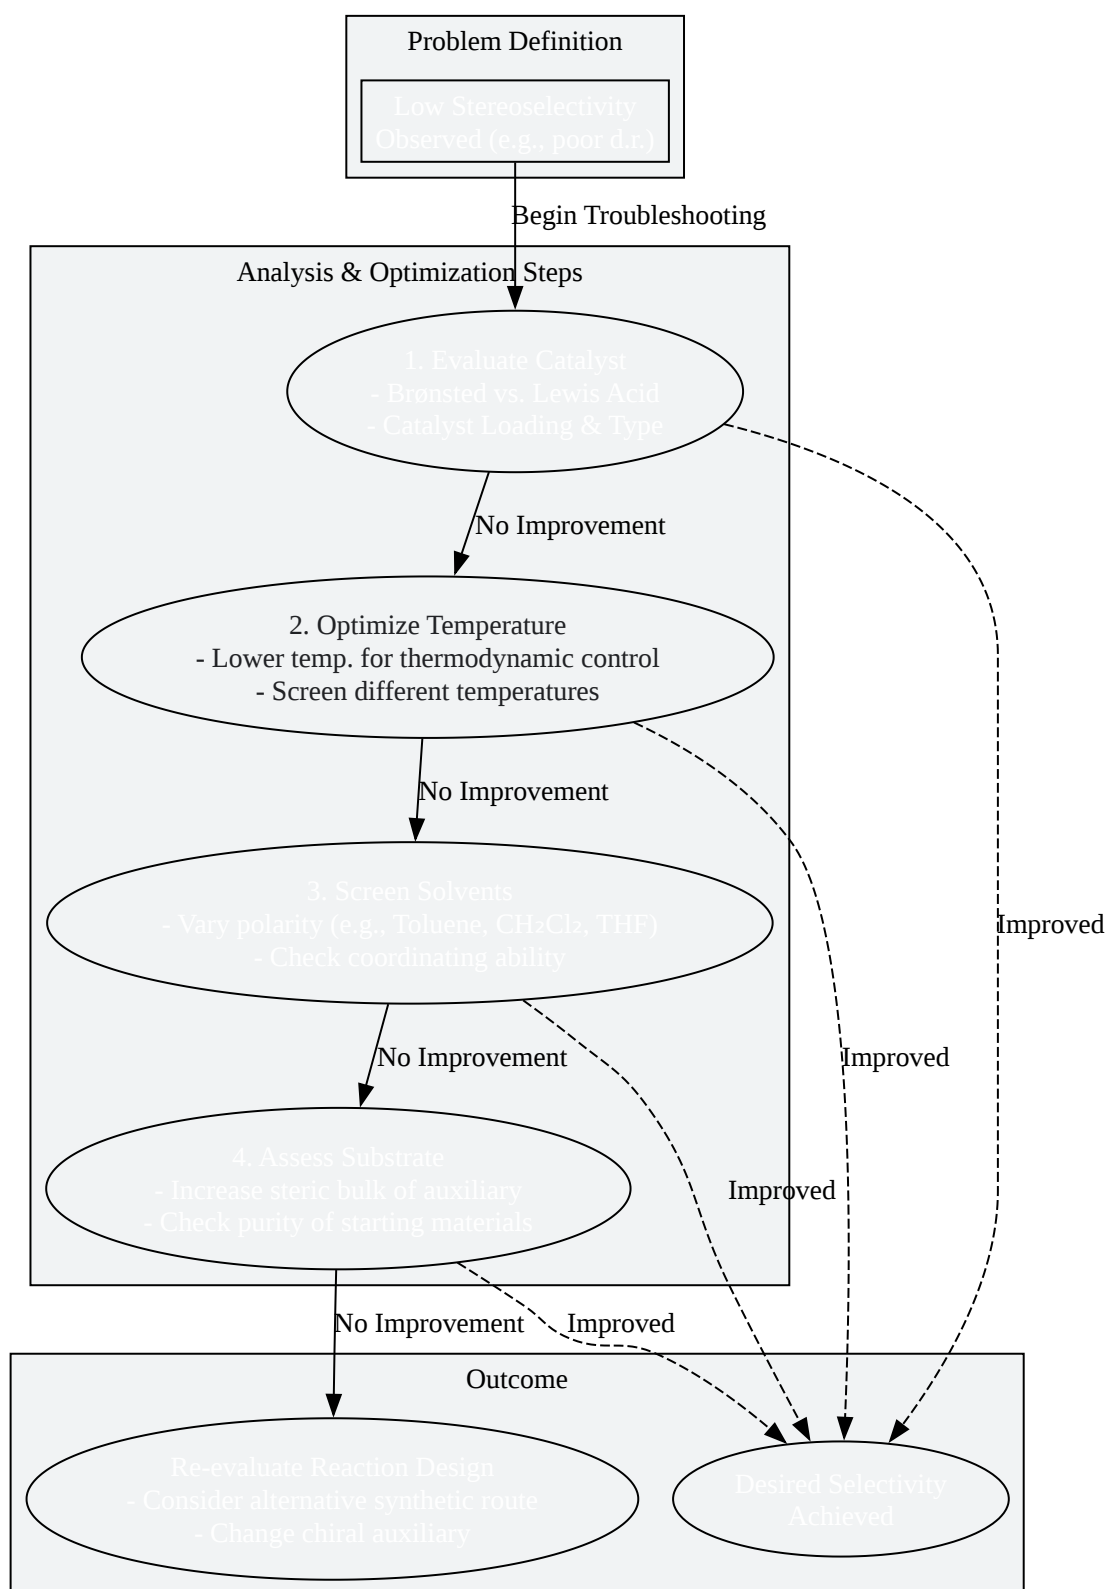 Problem Definition
Low Stereoselectivity
Observed (e.g., poor d.r.)
Begin Troubleshooting
Analysis & Optimization Steps
1. Evaluate Catalyst
- Brønsted vs. Lewis Acid
- Catalyst Loading & Type
No Improvement
2. Optimize Temperature
- Lower temp. for thermodynamic control
- Screen different temperatures
No Improvement
3. Screen Solvents
- Vary polarity (e.g., Toluene, CH₂Cl₂, THF)
- Check coordinating ability
Improved
No Improvement
Improved
4. Assess Substrate
- Increase steric bulk of auxiliary
- Check purity of starting materials
Improved
No Improvement
Improved
Outcome
Re-evaluate Reaction Design
- Consider alternative synthetic route
- Change chiral auxiliary
Desired Selectivity
Achieved